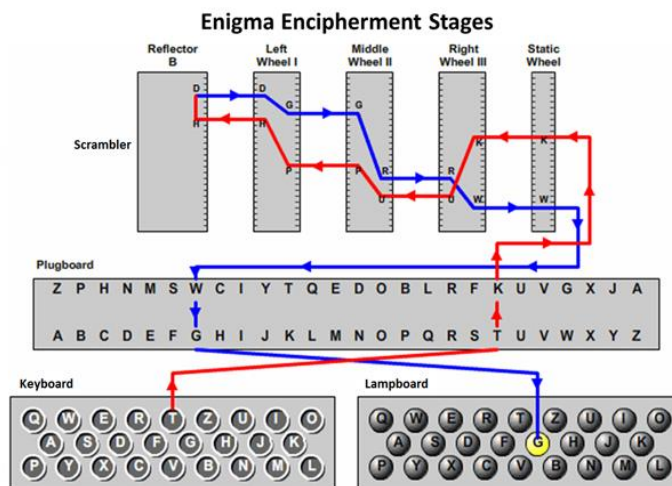 Enigma Encipherment Stages
Reflector B
Left Wheel I
Middle Wheel II
Right Wheel III
Static Wheel
Scrambler
D D G G R R W W
H H P P U U K K
Plugboard
Z P H N M S W C I Y T Q E D O B L R F K U V G X J A
A B C D E F G H I J K L M N O P Q R S T U V W X Y Z
Keyboard
Q W E R T Z U I O
A S D F G H J K
P Y X C V B N M L
Lampboard
Q W E R T Z U I O
A S D F G H J K
P Y X C V B N M L